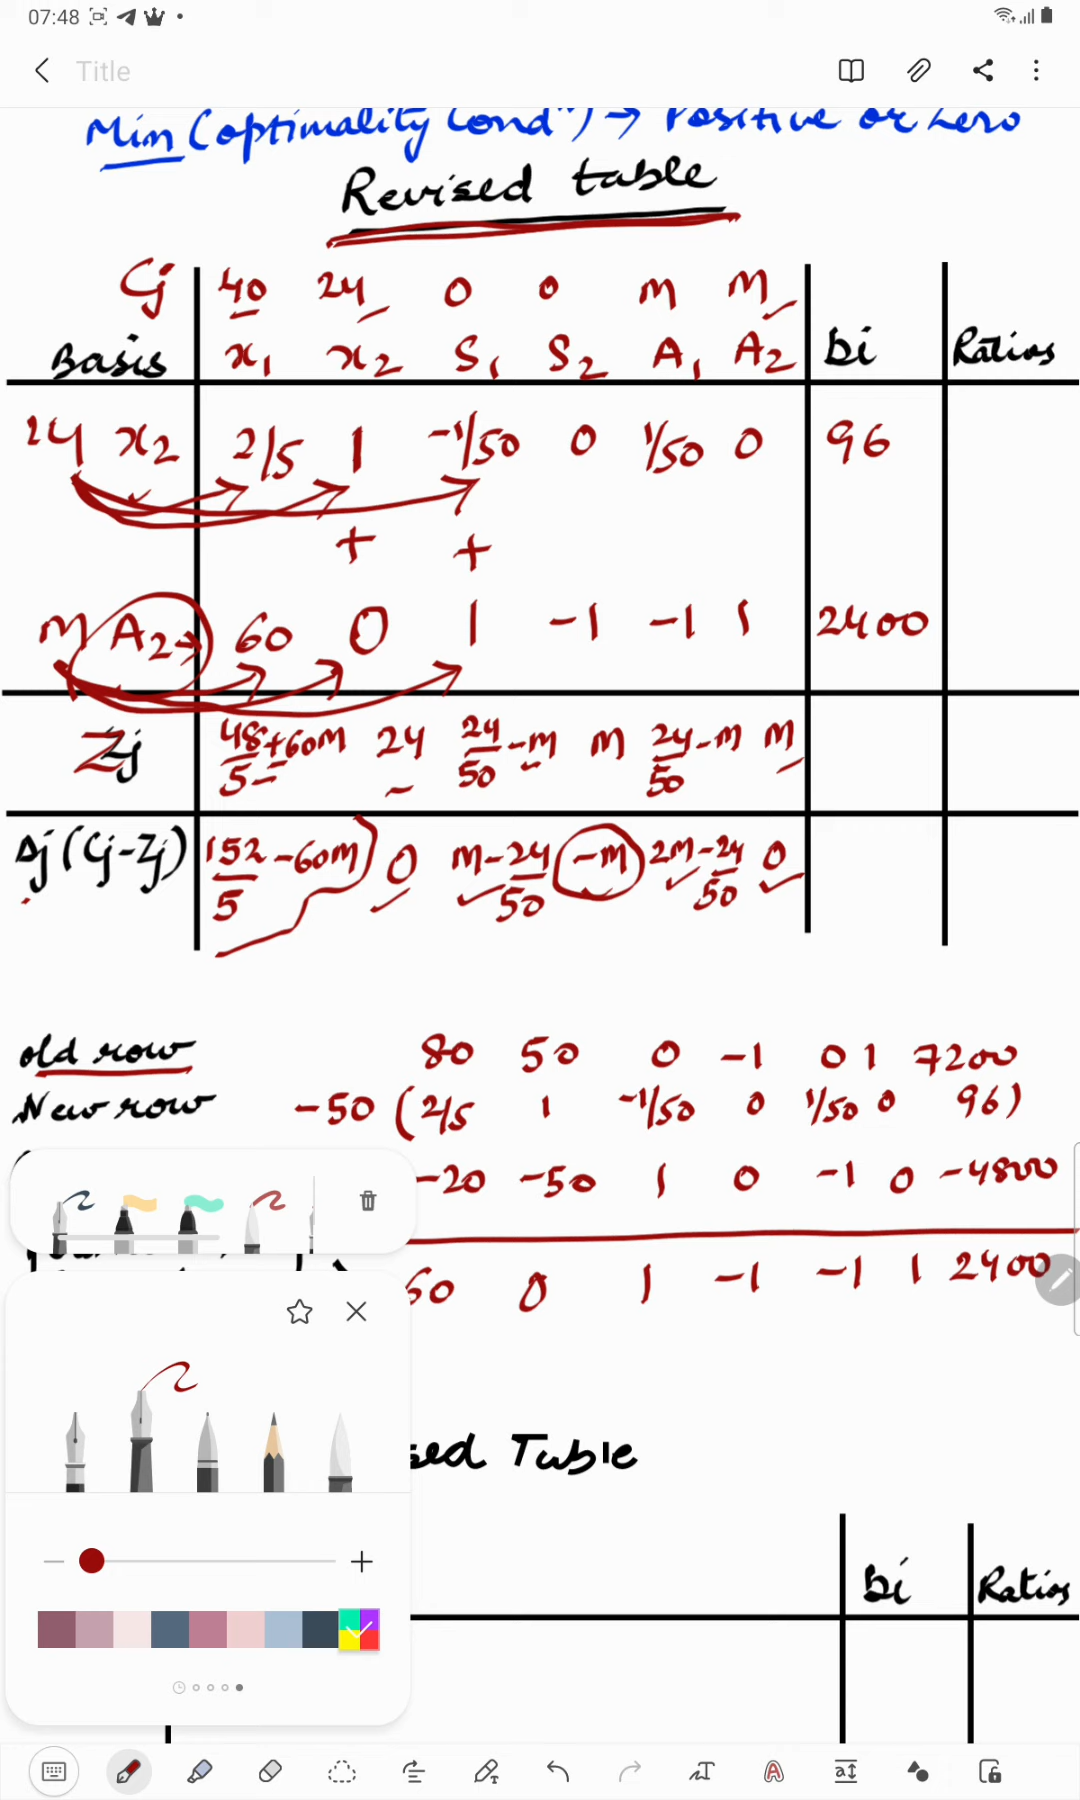 07:48
Title
Min (optimality Condn) → Positive or Zero
Revised table
Cj 40 24 0 0 M M
Basis x1 x2 S1 S2 A1 A2 bi Ratios
24 x2 2/5 1 -1/50 0 1/50 0 96
+ +
M A2→ 60 0 1 -1 -1 1 2400
Zj 48/5+60M 24 24/50-M M 24/50-M M
Δj (Cj-Zj) 152/5-60M 0 M-24/50 -M 2M-24/50 0
old row 80 50 0 -1 0 1 7200
New row -50 (2/5 1 -1/50 0 1/50 0 96)
-20 -50 1 0 -1 0 -4800
60 0 1 -1 -1 1 2400
sed Table
bi Ratios